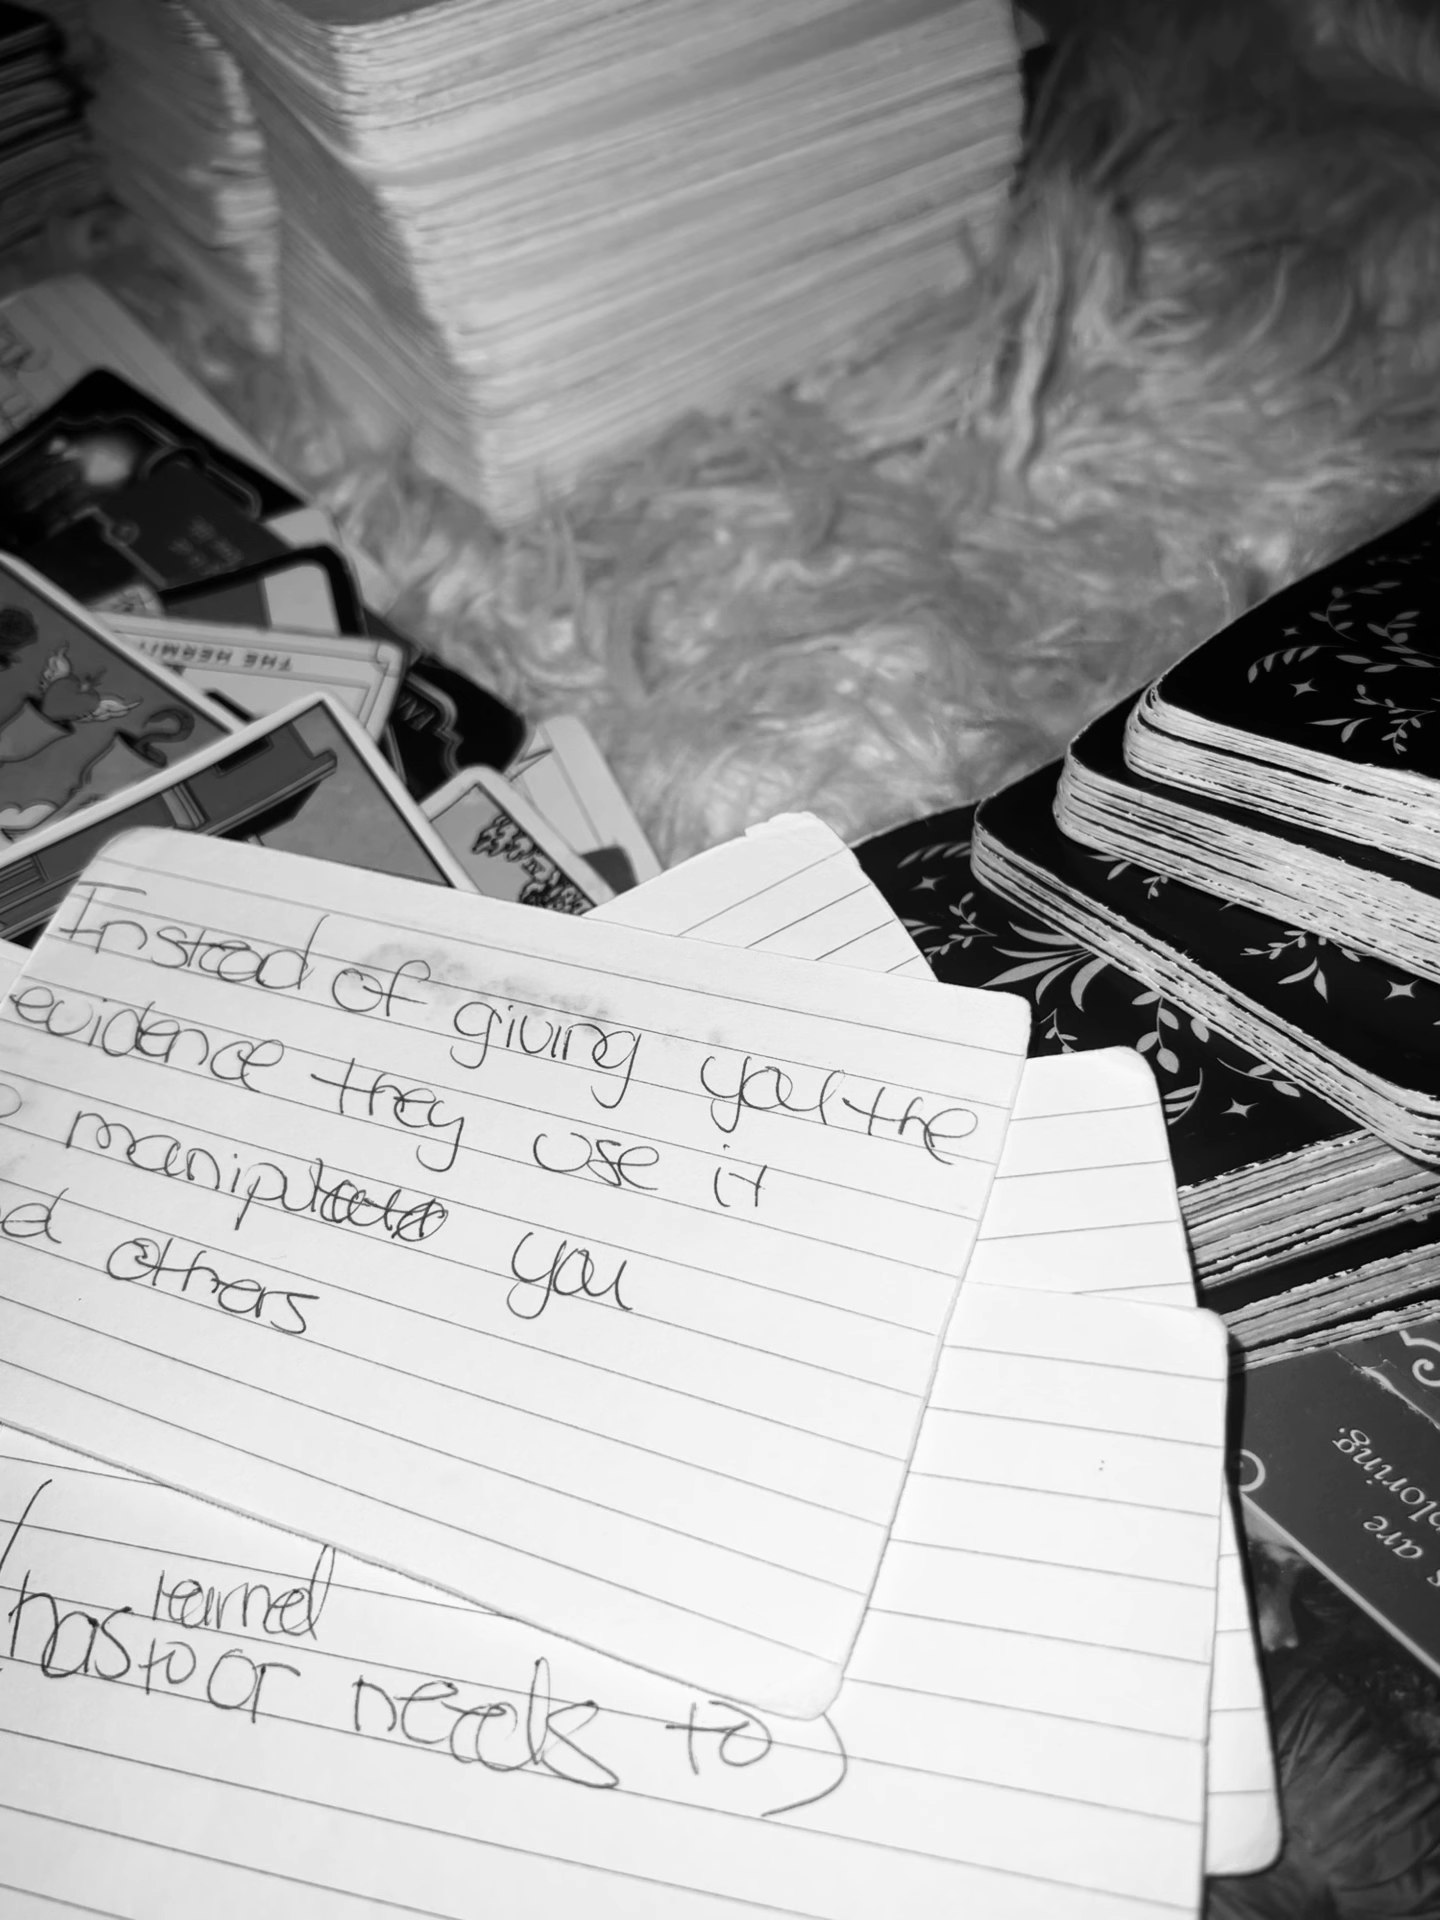 THE HERMIT
Instead of giving you the
evidence they use it
manipulate you
others
learned
has to or needs to)
are